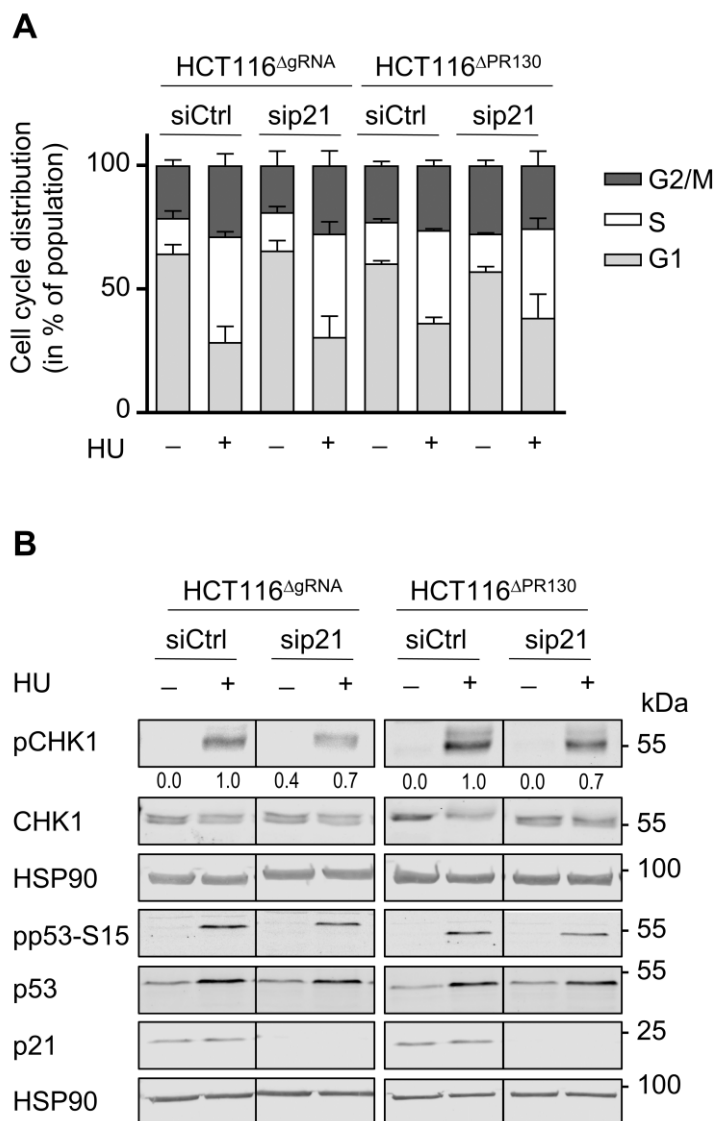 A
HCT116ΔgRNA HCT116ΔPR130
siCtrl sip21 siCtrl sip21
100
50
0
Cell cycle distribution
(in % of population)
G2/M
S
G1
HU – + – + – + – +
B
HCT116ΔgRNA HCT116ΔPR130
siCtrl sip21 siCtrl sip21
HU – + – + – + – +
kDa
pCHK1 55
0.0 1.0 0.4 0.7 0.0 1.0 0.0 0.7
CHK1 55
HSP90 100
pp53-S15 55
p53 55
p21 25
HSP90 100